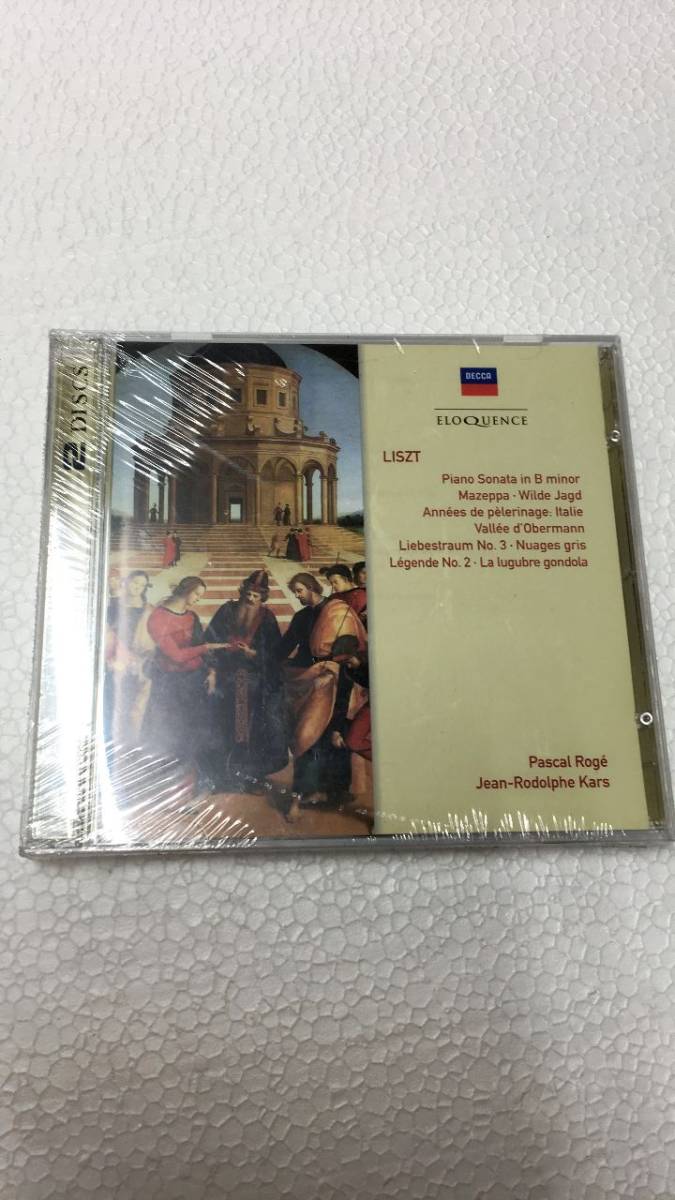 2 DISCS
DECCA
ELOQUENCE
LISZT
Piano Sonata in B minor
Mazeppa · Wilde Jagd
Années de pèlerinage: Italie
Vallée d'Obermann
Liebestraum No. 3 · Nuages gris
Légende No. 2 · La lugubre gondola
Pascal Rogé
Jean-Rodolphe Kars